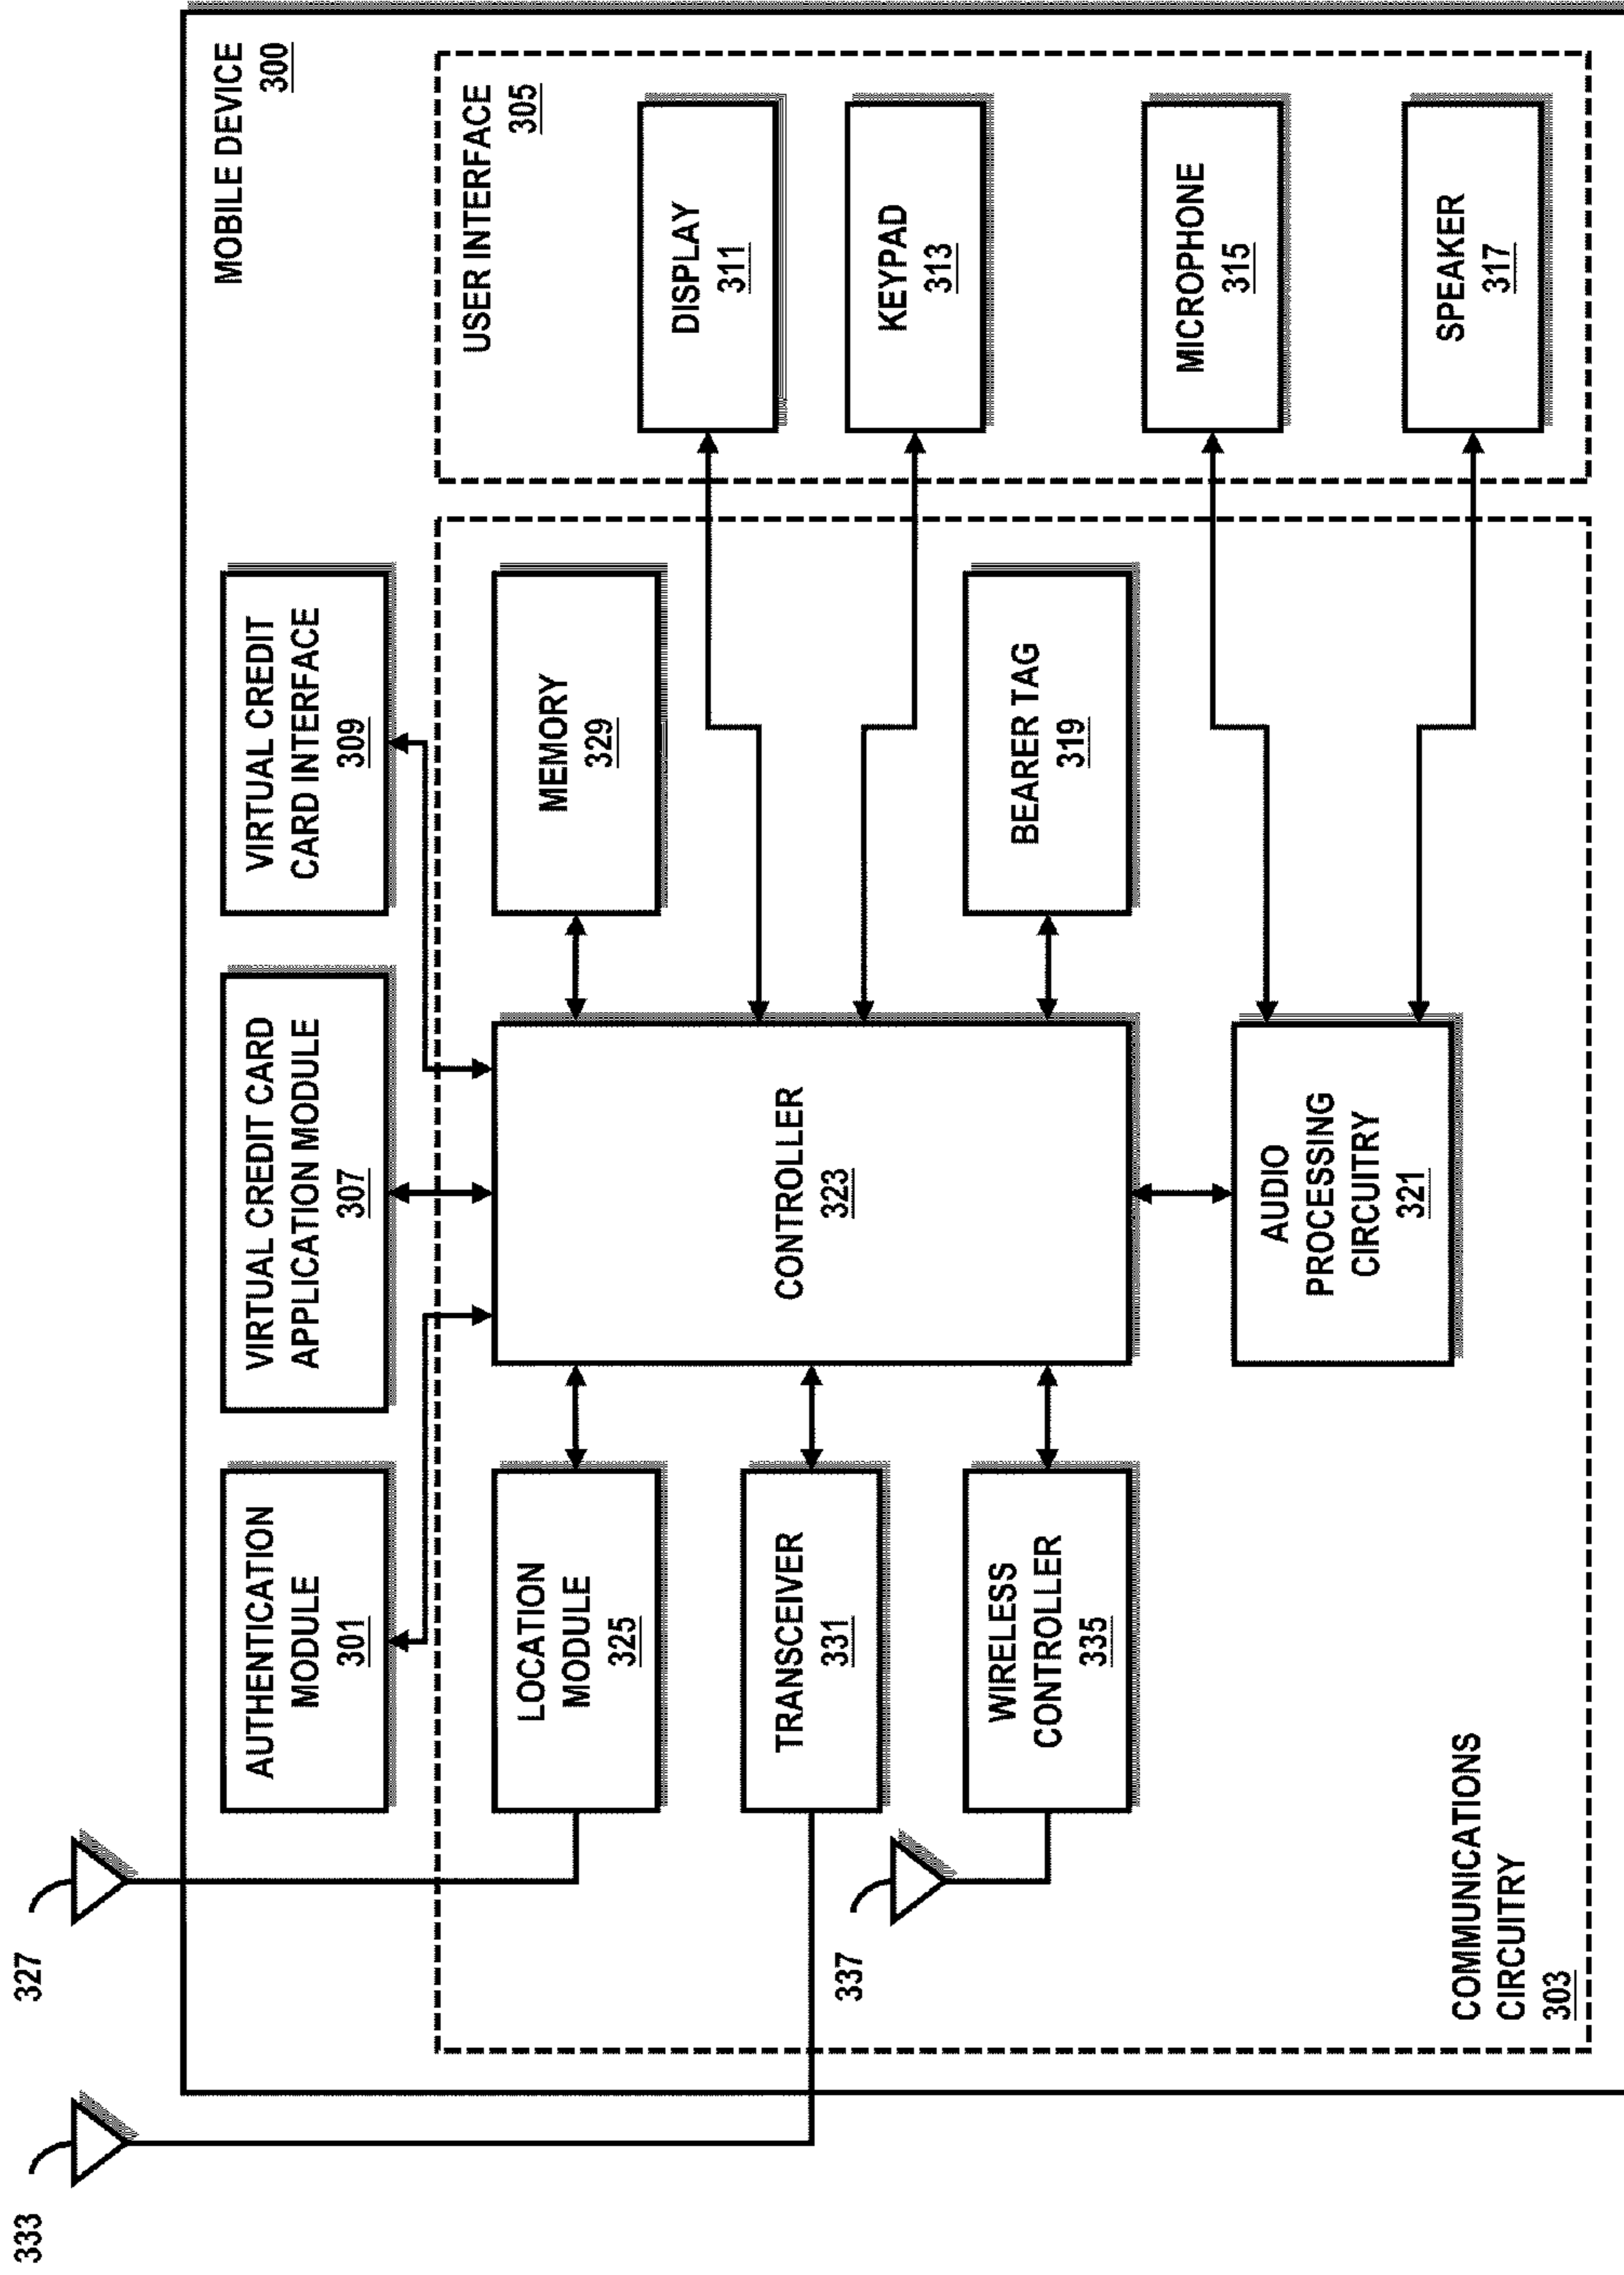 MOBILE DEVICE
300
333
327
AUTHENTICATION
MODULE
301
VIRTUAL CREDIT CARD
APPLICATION MODULE
307
VIRTUAL CREDIT
CARD INTERFACE
309
USER INTERFACE
305
LOCATION
MODULE
325
MEMORY
329
DISPLAY
311
TRANSCEIVER
331
CONTROLLER
323
KEYPAD
313
337
WIRELESS
CONTROLLER
335
BEARER TAG
319
MICROPHONE
315
AUDIO
PROCESSING
CIRCUITRY
321
SPEAKER
317
COMMUNICATIONS
CIRCUITRY
303